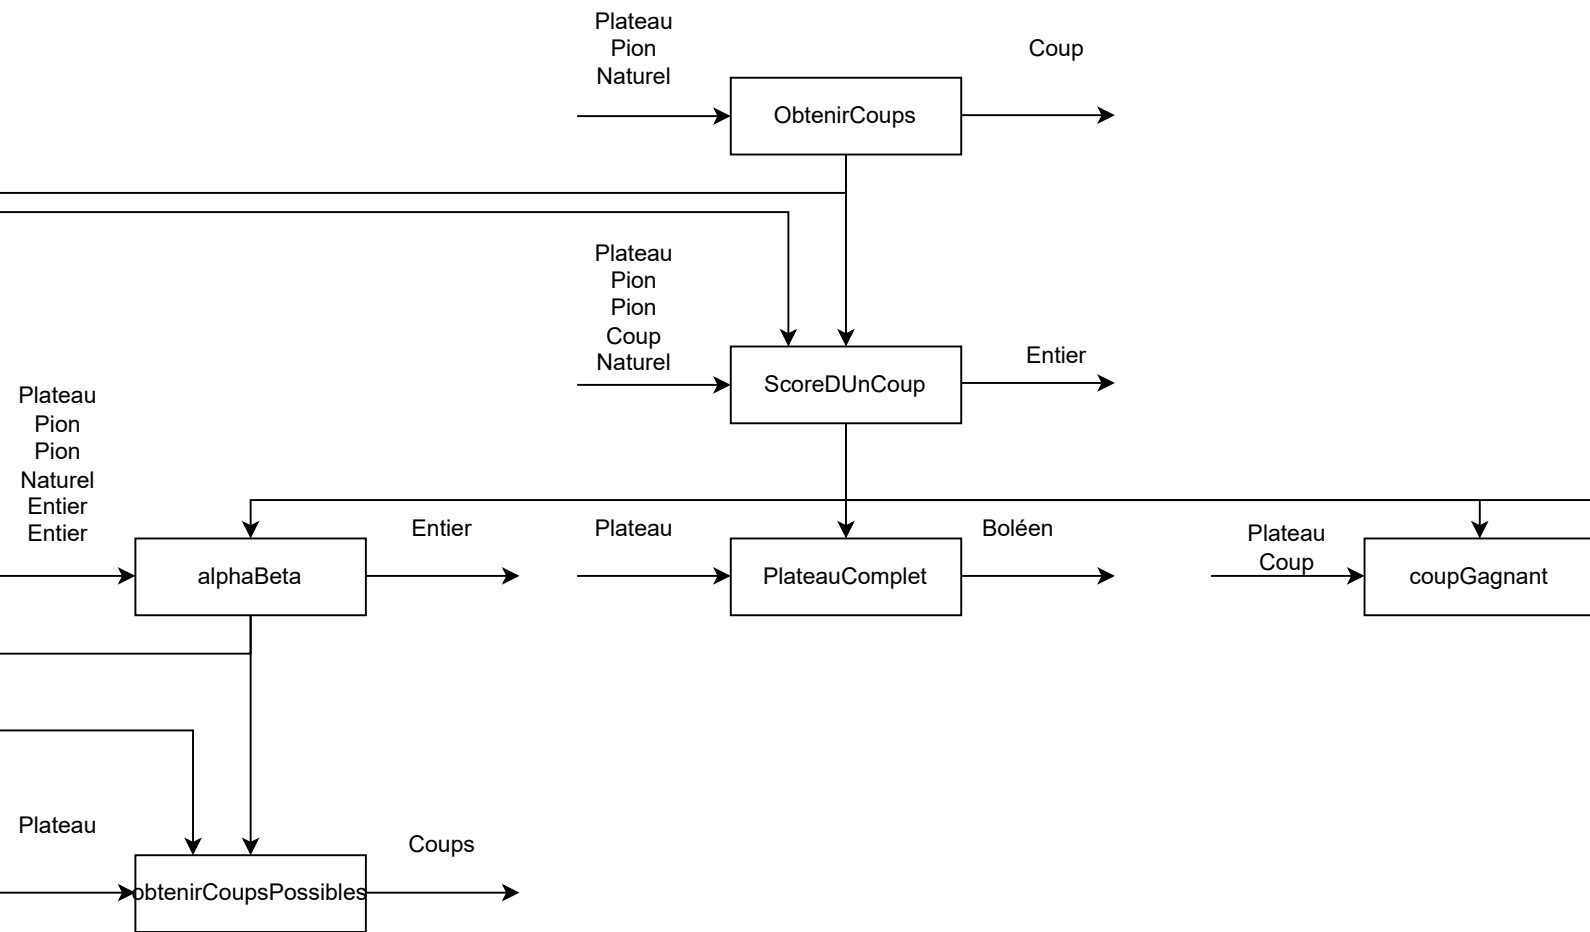 Plateau
Pion
Naturel
Coup
ObtenirCoups
Plateau
Pion
Pion
Coup
Naturel
Entier
ScoreDUnCoup
Plateau
Pion
Pion
Naturel
Entier
Entier
Entier
alphaBeta
Plateau
Boléen
PlateauComplet
Plateau
Coup
coupGagnant
Plateau
Coups
obtenirCoupsPossibles